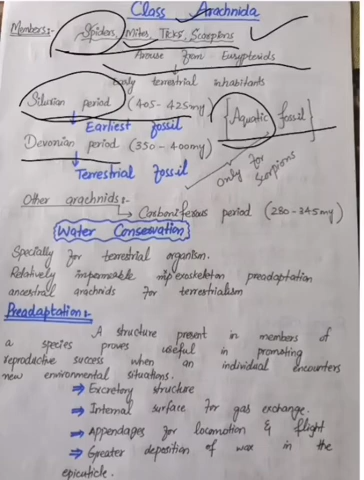 Class Arachnida
Members:- Spiders, Mites, Ticks, Scorpions
Arouse from Eurypterids
Early terrestrial inhabitants
Silurian period (405-425my) {Aquatic fossil}
Earliest fossil
Devonian period (350-400my)
only for scorpions
Terrestrial fossil
Other arachnids:-
Carboniferous period (280-345my)
Water Conservation
Specially for terrestrial organism.
Relatively impermeable exoskeleton preadaptation
ancestral arachnids for terrestrialism
Preadaptation:-
A structure present in members of
a species proves useful in promoting
reproductive success when an individual encounters
new environmental situations.
⇒ Excretory structure
⇒ Internal surface for gas exchange.
⇒ Appendages for locomotion & flight
⇒ Greater deposition of wax in the
epicuticle.